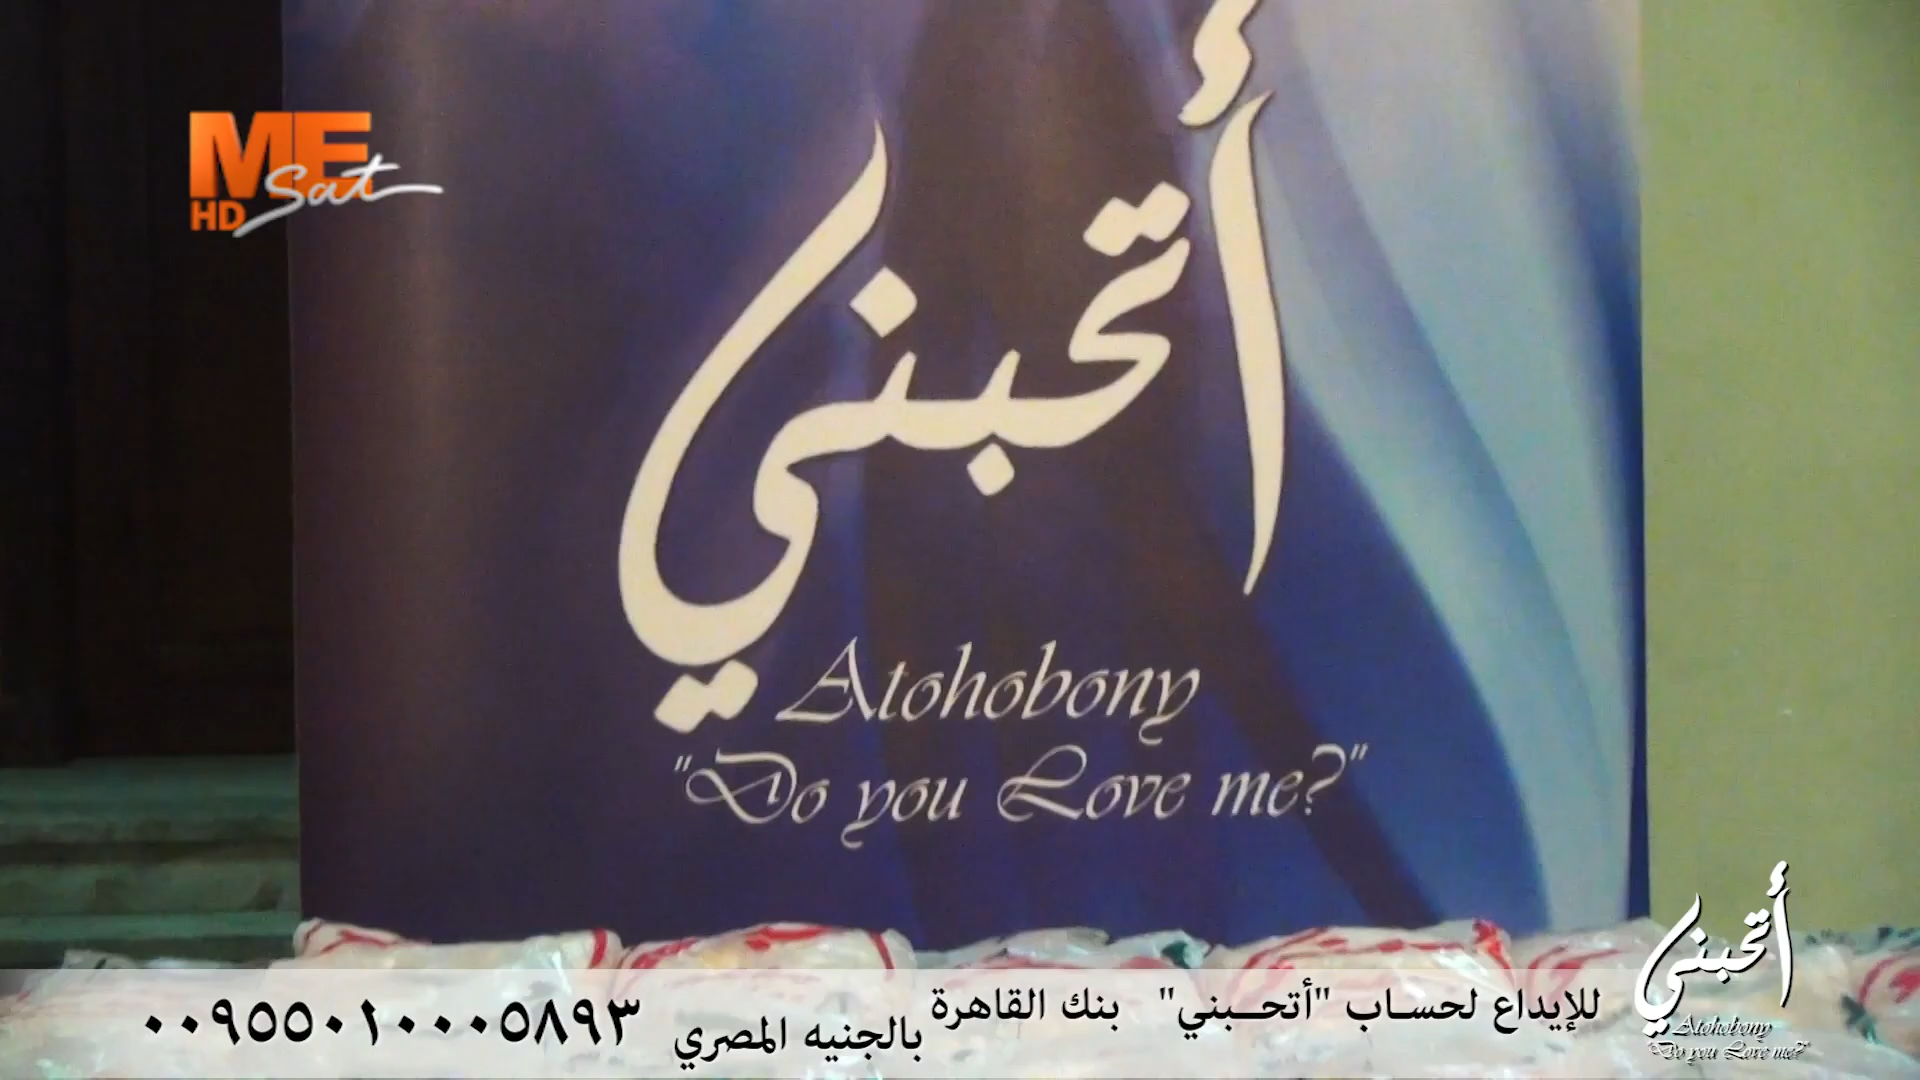 ME
Sat
HD
أتحبني
Atohobony
"Do you Love me?"
للإيداع لحساب "أتحبني" بنك القاهرة بالجنيه المصري ٠٠٩٥٥٠١٠٠٠٥٨٩٣
أتحبني
Atohobony
"Do you Love me?"